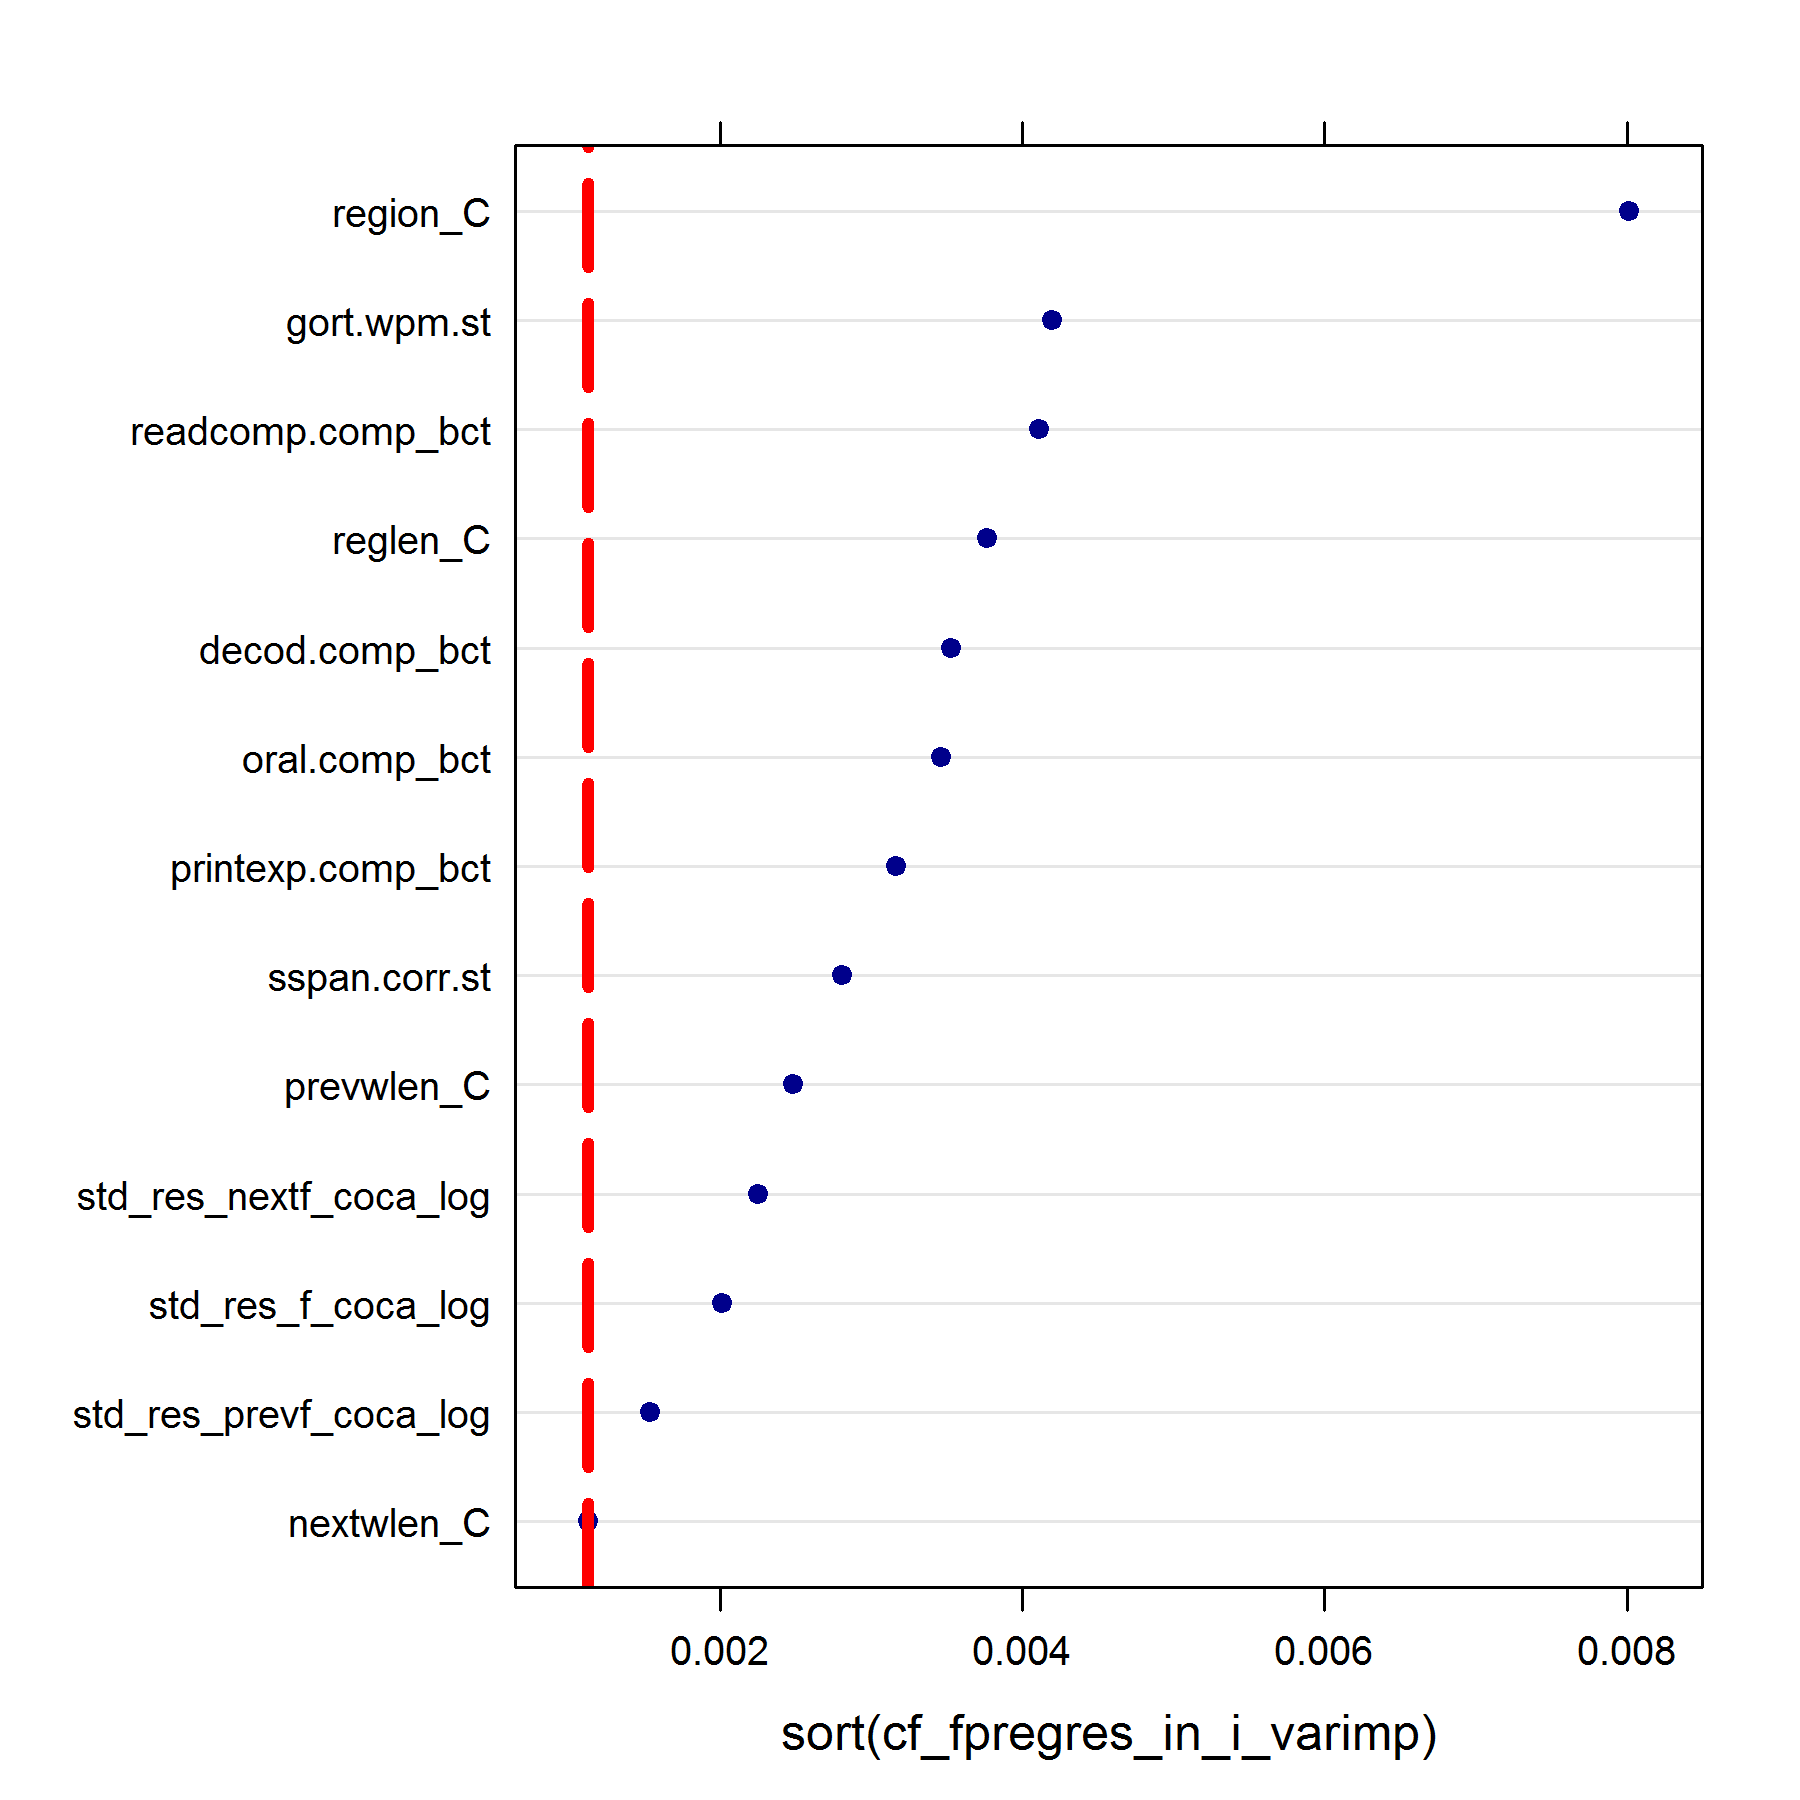 region_C
gort.wpm.st
readcomp.comp_bct
reglen_C
decod.comp_bct
oral.comp_bct
printexp.comp_bct
sspan.corr.st
prevwlen_C
std_res_nextf_coca_log
std_res_f_coca_log
std_res_prevf_coca_log
nextwlen_C
0.002 0.004 0.006 0.008
sort(cf_fpregres_in_i_varimp)